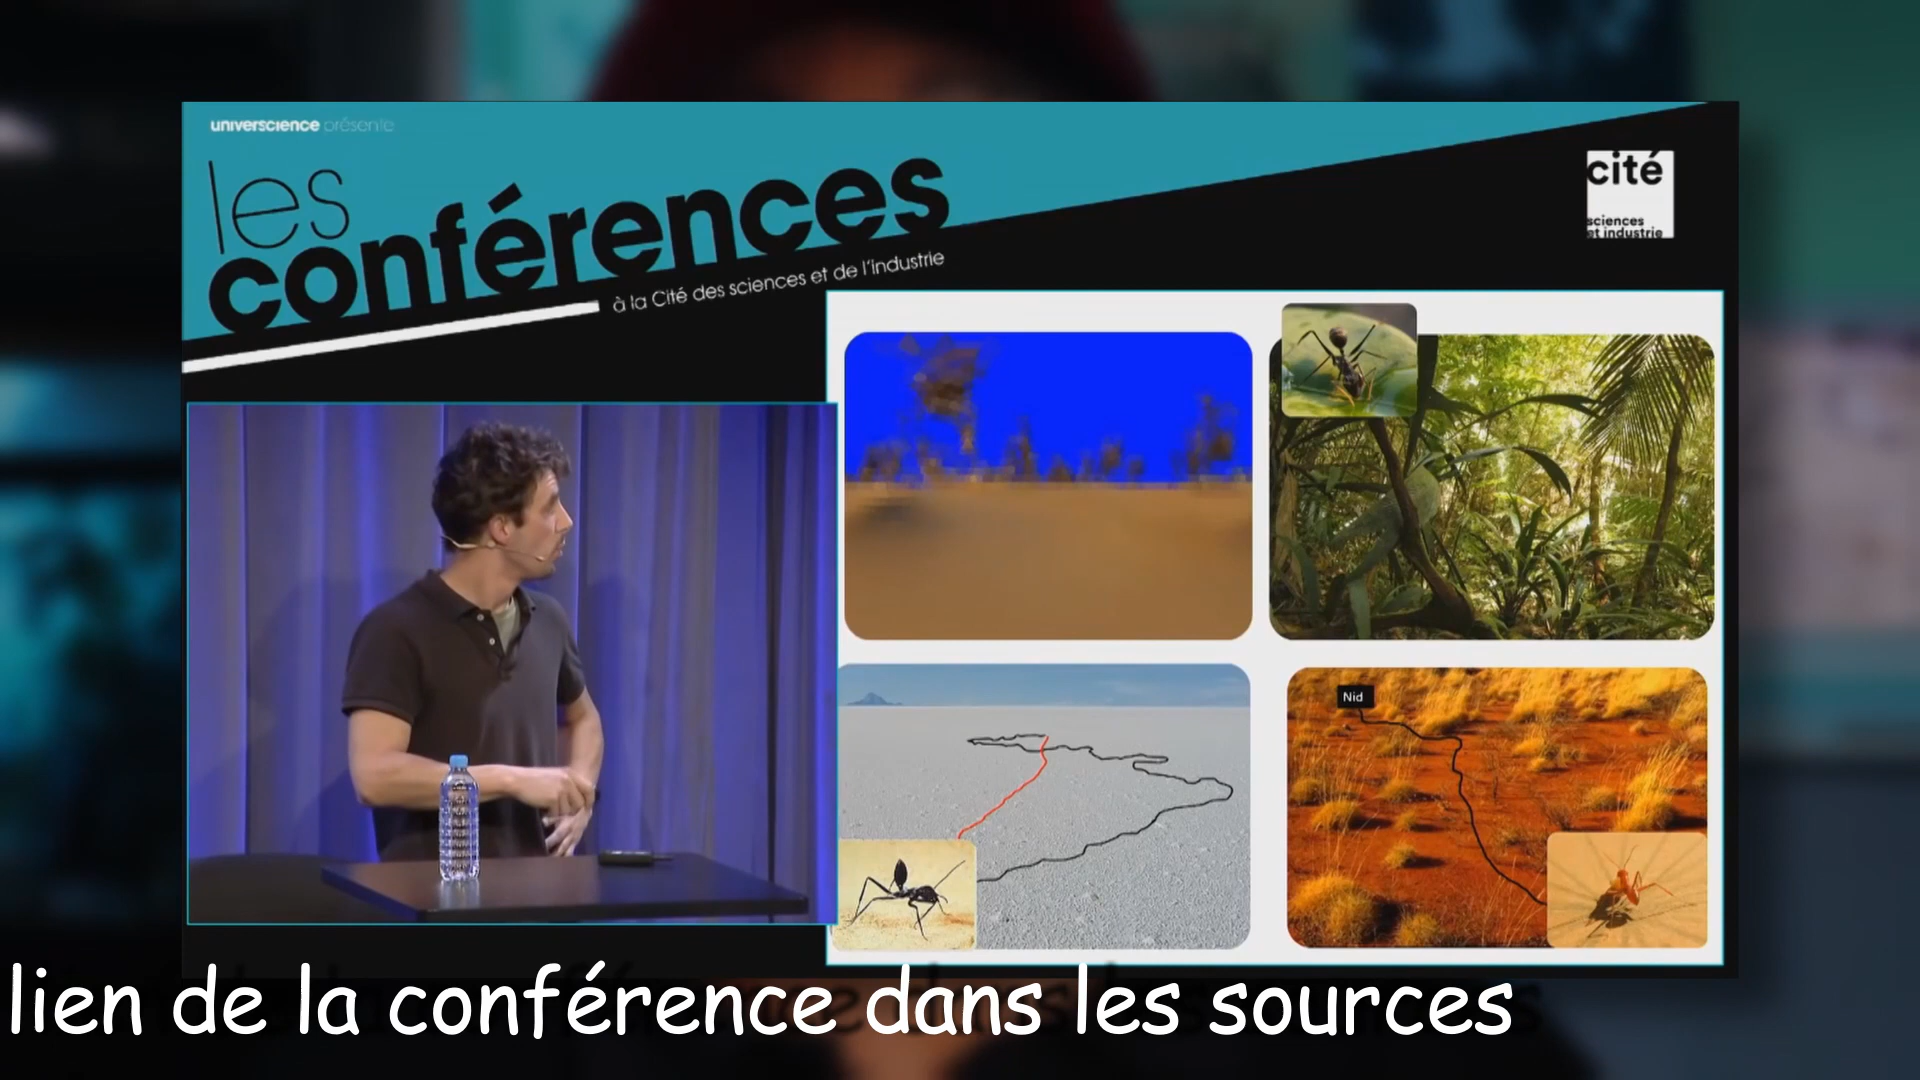 universcience présente
les
conférences
à la Cité des sciences et de l'industrie
cité
sciences
et industrie
Nid
lien de la conférence dans les sources